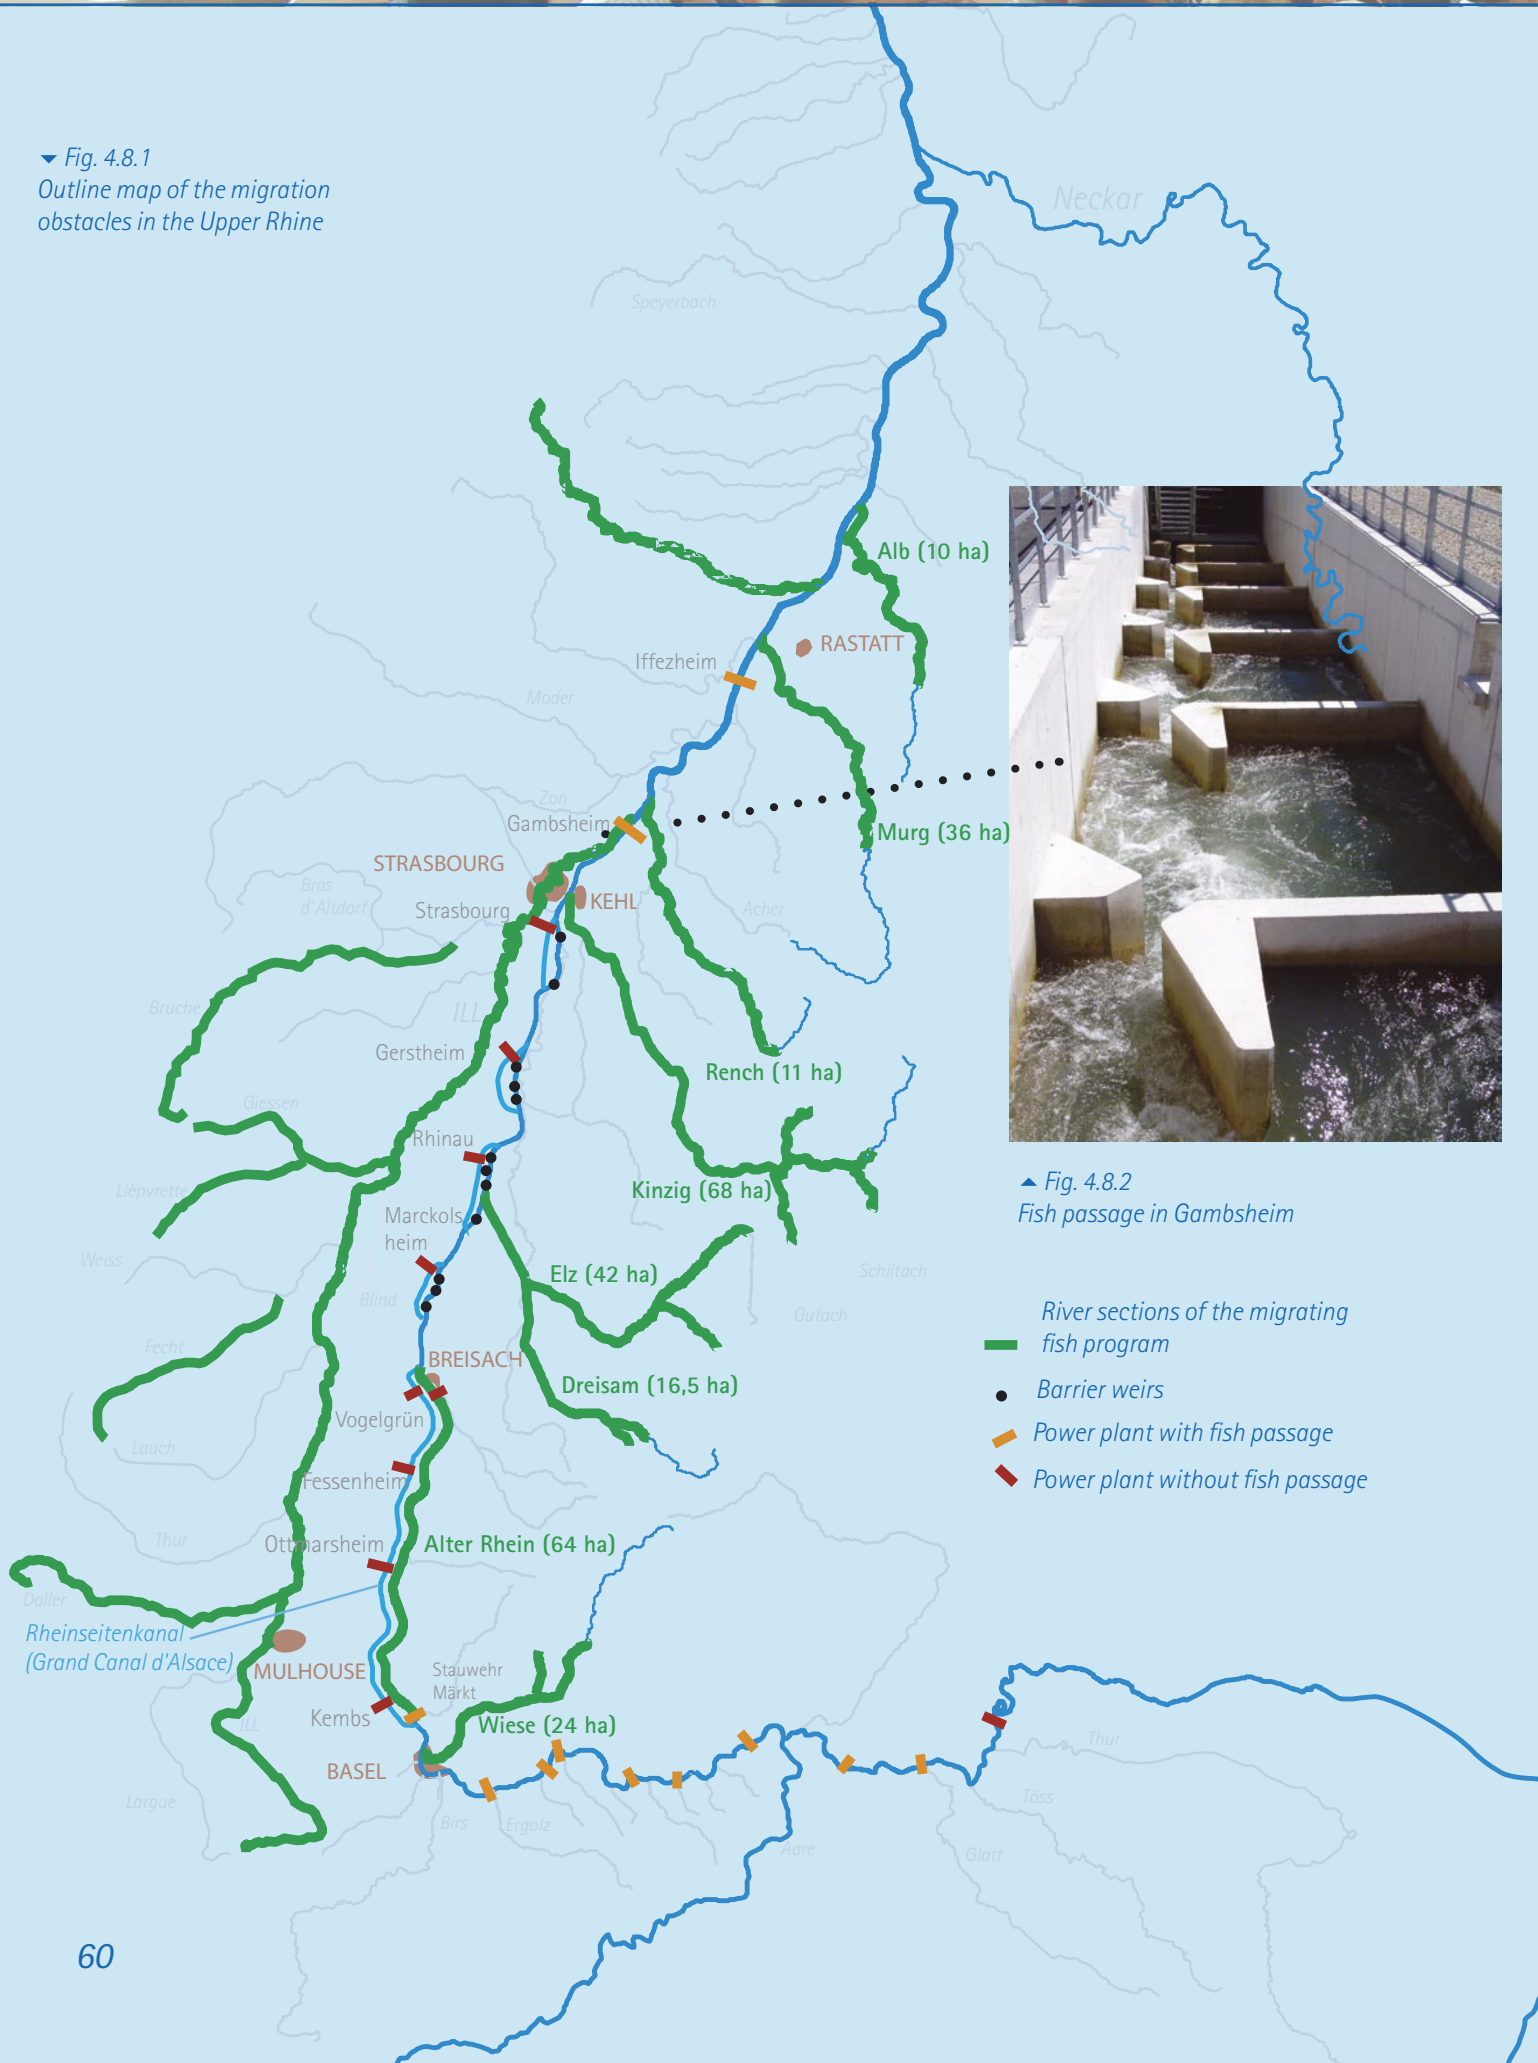 Fig. 4.8.1
Outline map of the migration
obstacles in the Upper Rhine
Neckar
Speyerbach
Alb (10 ha)
RASTATT
Iffezheim
Moder
Zon
Gambsheim
Murg (36 ha)
STRASBOURG
Bras
d´Altdorf
KEHL
Strasbourg
Acher
Bruche
ILL
Gerstheim
Rench (11 ha)
Giessen
Rhinau
Fig. 4.8.2
Fish passage in Gambsheim
Lièpvrette
Kinzig (68 ha)
Marckols
heim
Weiss
Elz (42 ha)
Schiltach
Blind
Gutach
River sections of the migrating
fish program
Fecht
BREISACH
Dreisam (16,5 ha)
Barrier weirs
Vogelgrün
Power plant with fish passage
Lauch
Fessenheim
Power plant without fish passage
Thur
Ottmarsheim
Alter Rhein (64 ha)
Doller
Rheinseitenkanal
(Grand Canal d'Alsace)
MULHOUSE
Stauwehr
Märkt
Kembs
ILL
Wiese (24 ha)
Thur
BASEL
Largue
Birs
Ergolz
Töss
Aare
Glatt
60